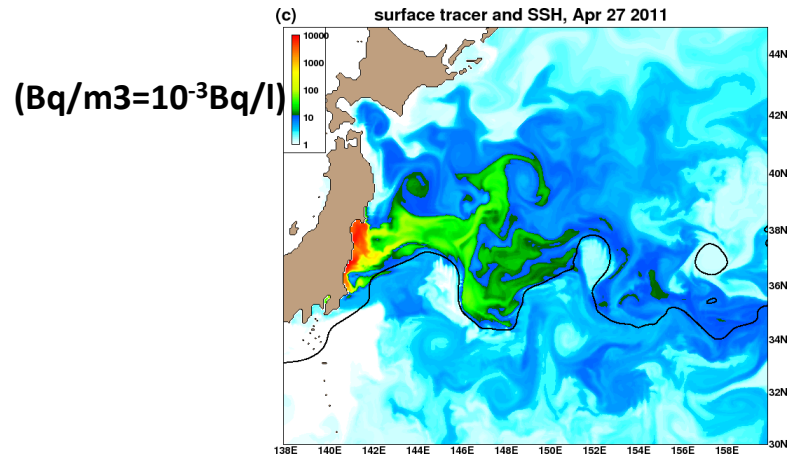 (c) surface tracer and SSH, Apr 27 2011
(Bq/m3=10⁻³Bq/l)
10000
1000
100
10
1
44N
42N
40N
38N
36N
34N
32N
30N
138E 140E 142E 144E 146E 148E 150E 152E 154E 156E 158E